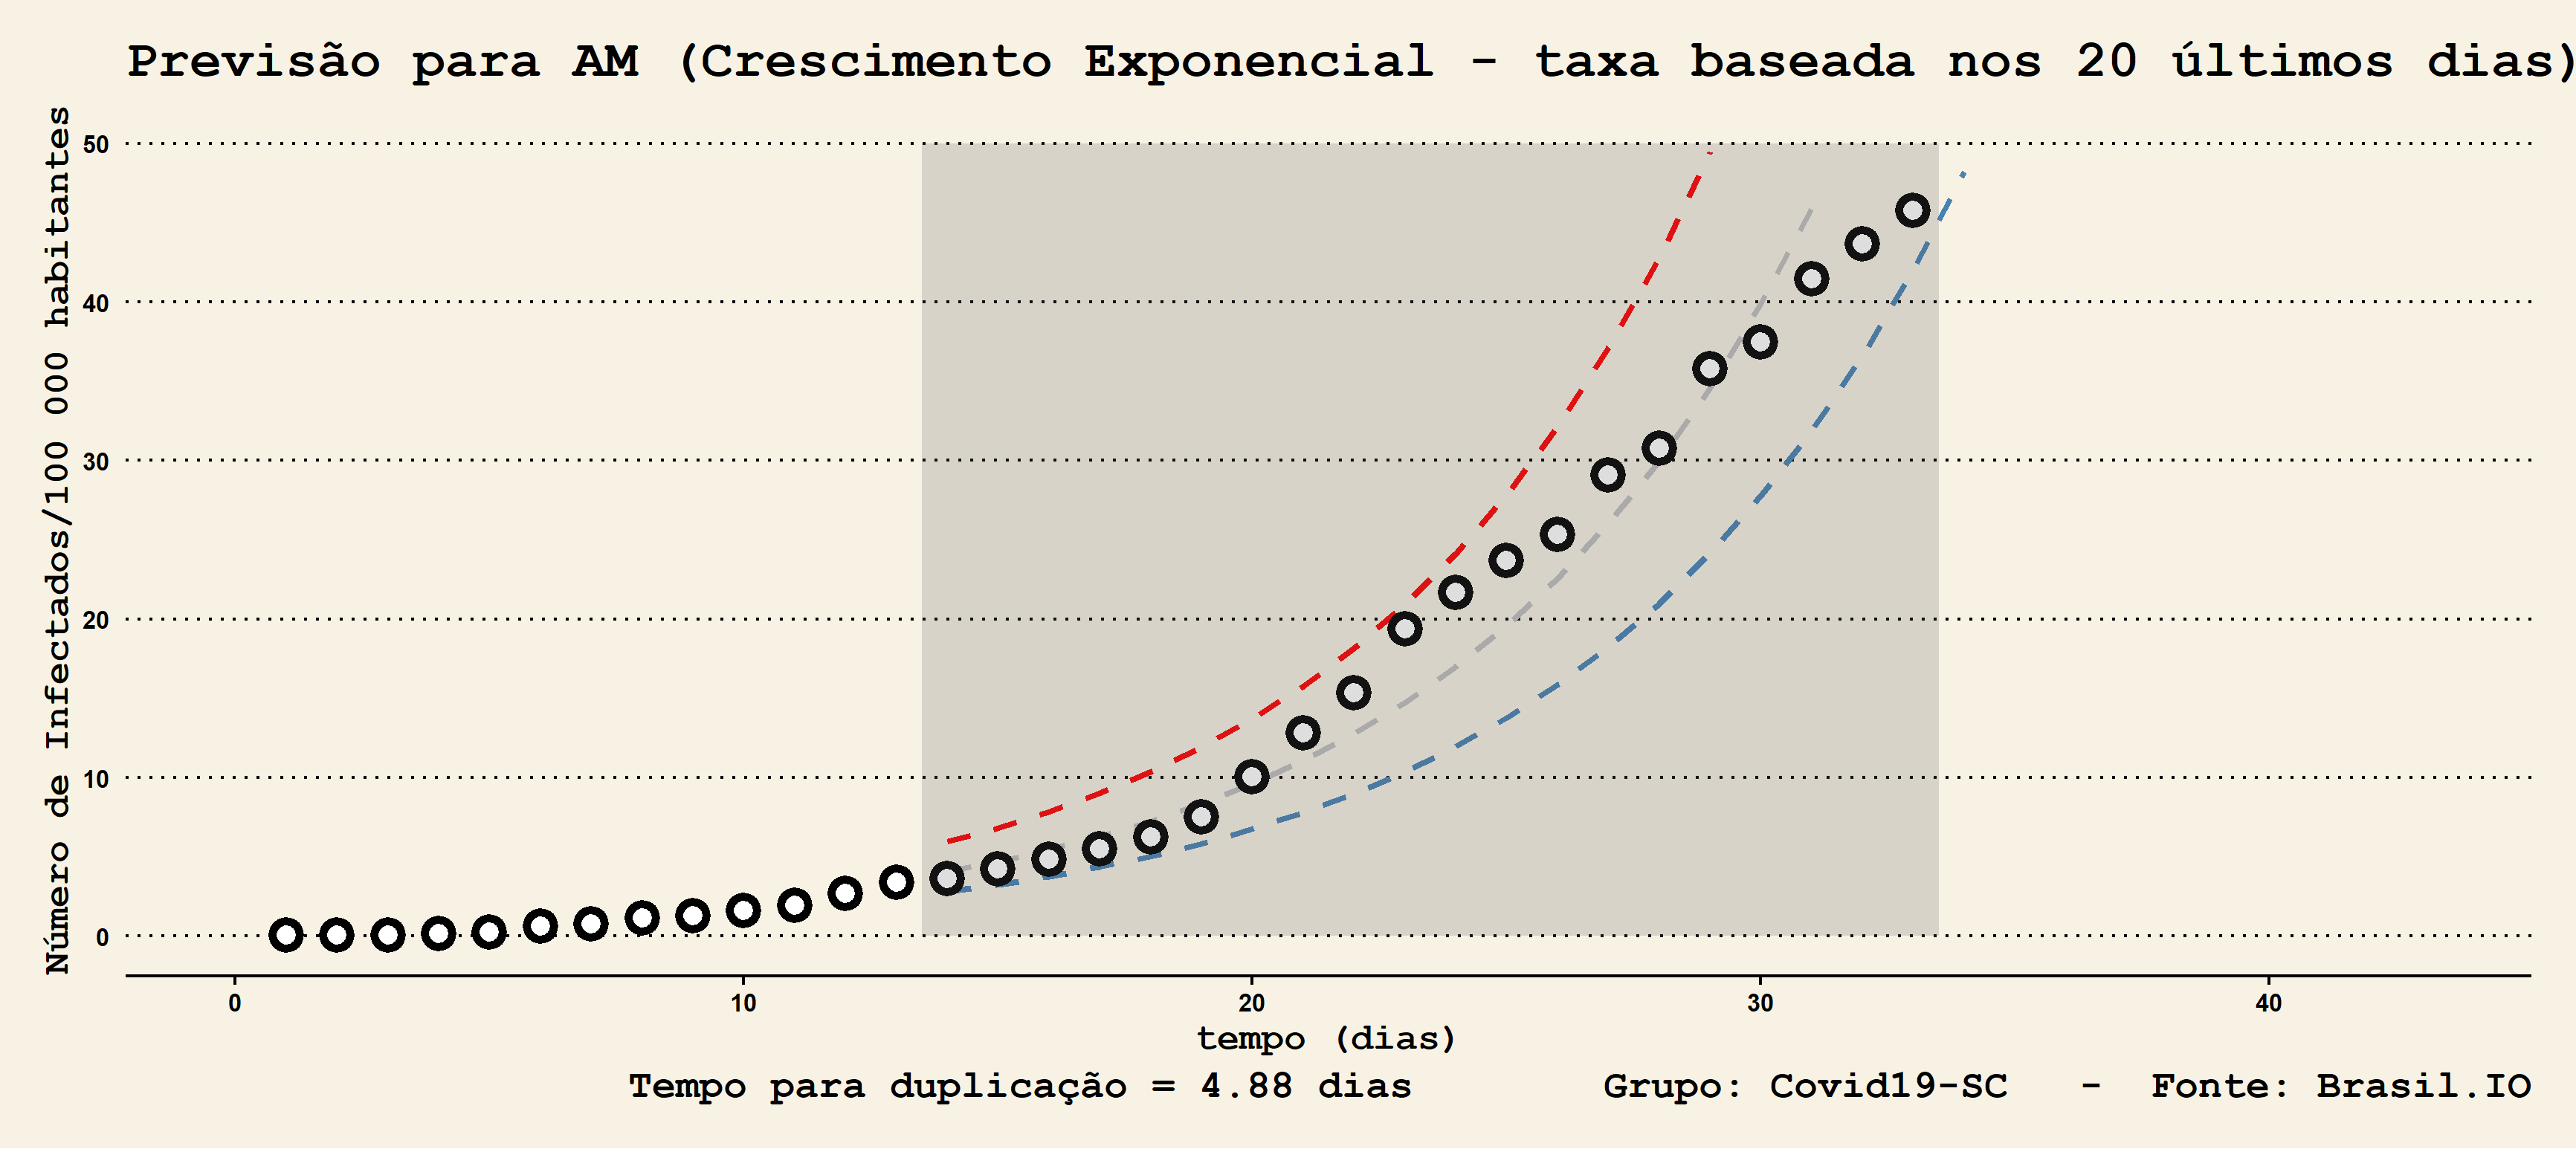 Previsão para AM (Crescimento Exponencial - taxa baseada nos 20 últimos dias)
Número de Infectados/100 000 habitantes
50
40
30
20
10
0
0 10 20 30 40
tempo (dias)
Tempo para duplicação = 4.88 dias Grupo: Covid19-SC - Fonte: Brasil.IO